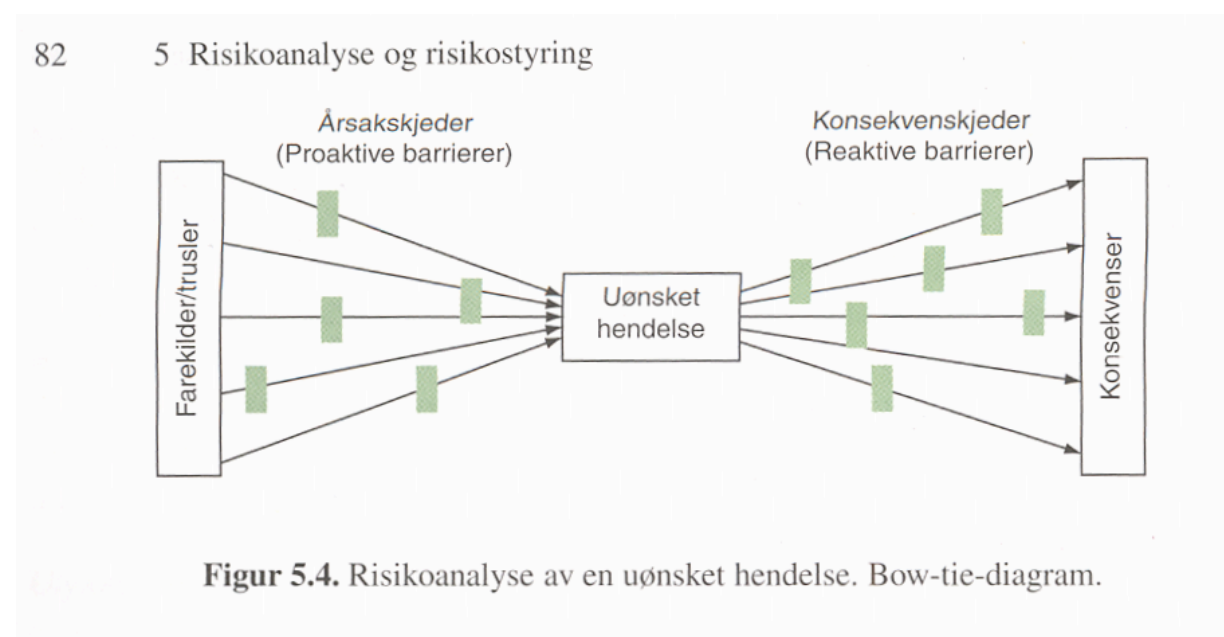 82 5 Risikoanalyse og risikostyring
Årsakskjeder
(Proaktive barrierer)
Konsekvenskjeder
(Reaktive barrierer)
Farekilder/trusler
Uønsket
hendelse
Konsekvenser
Figur 5.4. Risikoanalyse av en uønsket hendelse. Bow-tie-diagram.